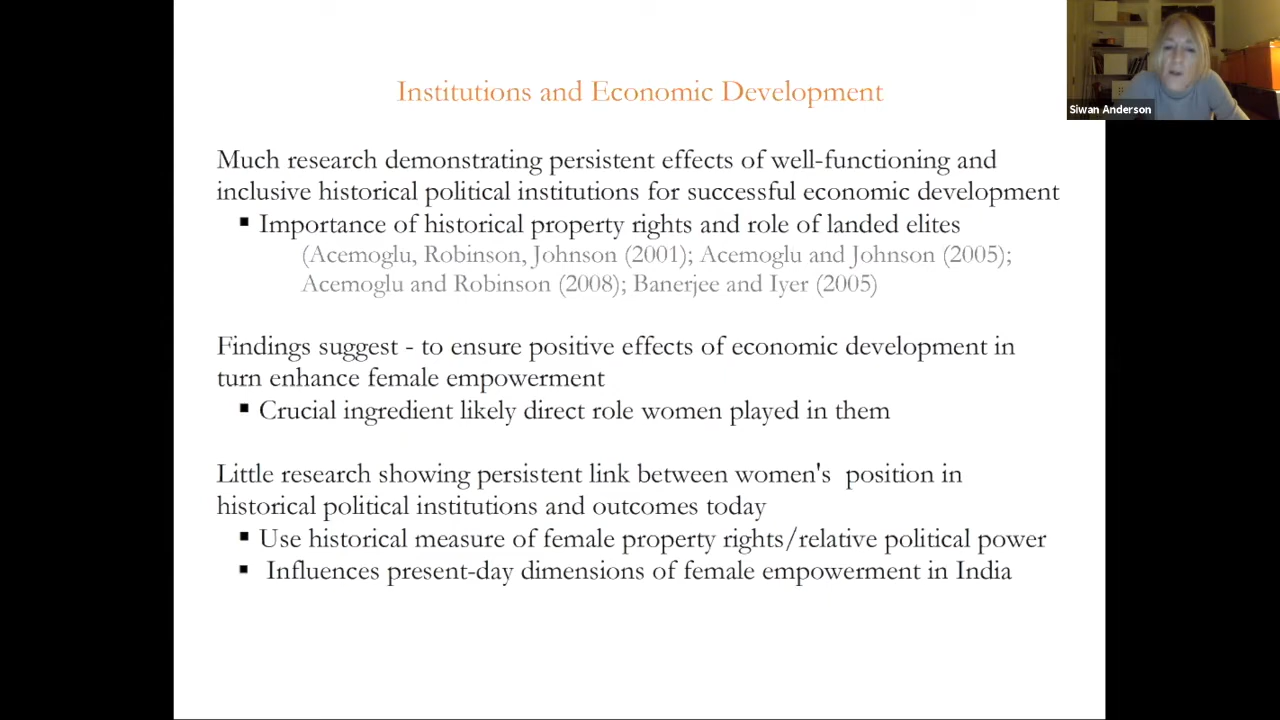 Siwan Anderson
Institutions and Economic Development
Much research demonstrating persistent effects of well-functioning and
inclusive historical political institutions for successful economic development
▪ Importance of historical property rights and role of landed elites
(Acemoglu, Robinson, Johnson (2001); Acemoglu and Johnson (2005);
Acemoglu and Robinson (2008); Banerjee and Iyer (2005)
Findings suggest - to ensure positive effects of economic development in
turn enhance female empowerment
▪ Crucial ingredient likely direct role women played in them
Little research showing persistent link between women's  position in
historical political institutions and outcomes today
▪ Use historical measure of female property rights/relative political power
▪ Influences present-day dimensions of female empowerment in India